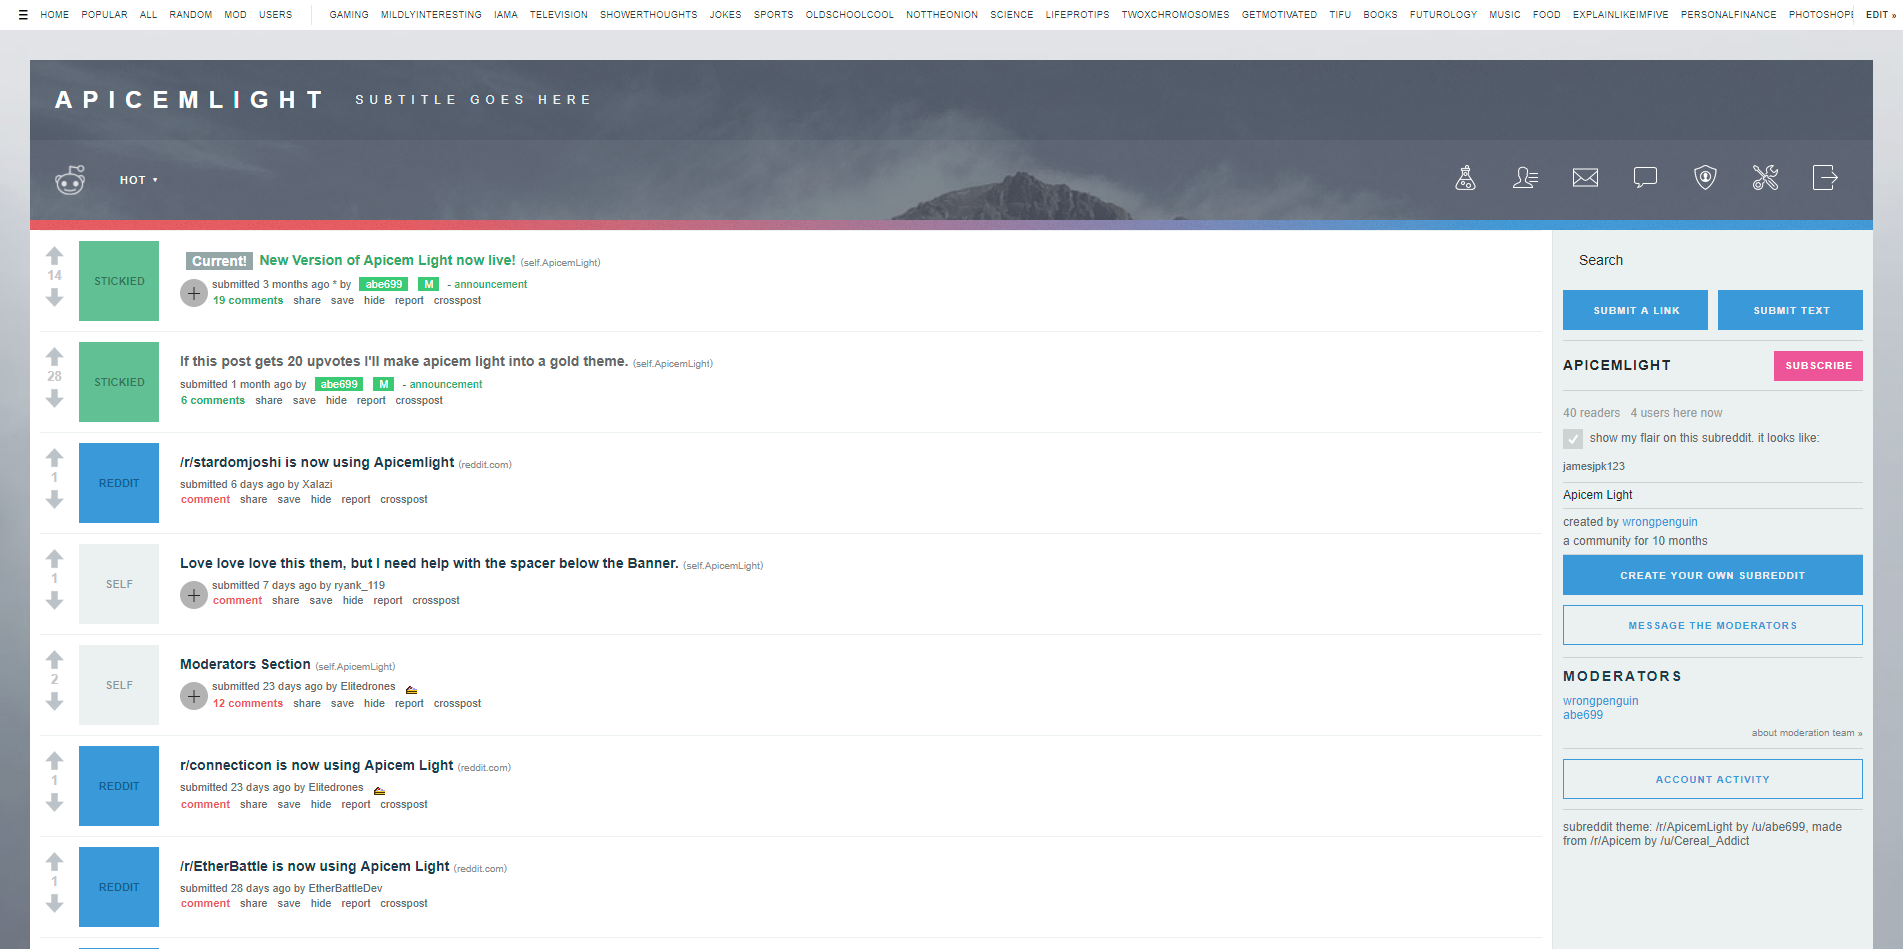 HOME POPULAR ALL RANDOM MOD USERS GAMING MILDLYINTERESTING IAMA TELEVISION SHOWERTHOUGHTS JOKES SPORTS OLDSCHOOLCOOL NOTTHEONION SCIENCE LIFEPROTIPS TWOXCHROMOSOMES GETMOTIVATED TIFU BOOKS FUTUROLOGY MUSIC FOOD EXPLAINLIKEIMFIVE PERSONALFINANCE PHOTOSHOPE EDIT »
APICEMLIGHT SUBTITLE GOES HERE
HOT ▾
14
STICKIED
Current! New Version of Apicem Light now live! (self.ApicemLight)
submitted 3 months ago * by abe699 M - announcement
19 comments share save hide report crosspost
28
STICKIED
If this post gets 20 upvotes I'll make apicem light into a gold theme. (self.ApicemLight)
submitted 1 month ago by abe699 M - announcement
6 comments share save hide report crosspost
1
REDDIT
/r/stardomjoshi is now using Apicemlight (reddit.com)
submitted 6 days ago by Xalazi
comment share save hide report crosspost
1
SELF
Love love love this them, but I need help with the spacer below the Banner. (self.ApicemLight)
submitted 7 days ago by ryank_119
comment share save hide report crosspost
2
SELF
Moderators Section (self.ApicemLight)
submitted 23 days ago by Elitedrones
12 comments share save hide report crosspost
1
REDDIT
r/connecticon is now using Apicem Light (reddit.com)
submitted 23 days ago by Elitedrones
comment share save hide report crosspost
1
REDDIT
/r/EtherBattle is now using Apicem Light (reddit.com)
submitted 28 days ago by EtherBattleDev
comment share save hide report crosspost
Search
SUBMIT A LINK SUBMIT TEXT
APICEMLIGHT SUBSCRIBE
40 readers 4 users here now
show my flair on this subreddit. it looks like:
jamesjpk123
Apicem Light
created by wrongpenguin
a community for 10 months
CREATE YOUR OWN SUBREDDIT
MESSAGE THE MODERATORS
MODERATORS
wrongpenguin
abe699
about moderation team »
ACCOUNT ACTIVITY
subreddit theme: /r/ApicemLight by /u/abe699, made
from /r/Apicem by /u/Cereal_Addict